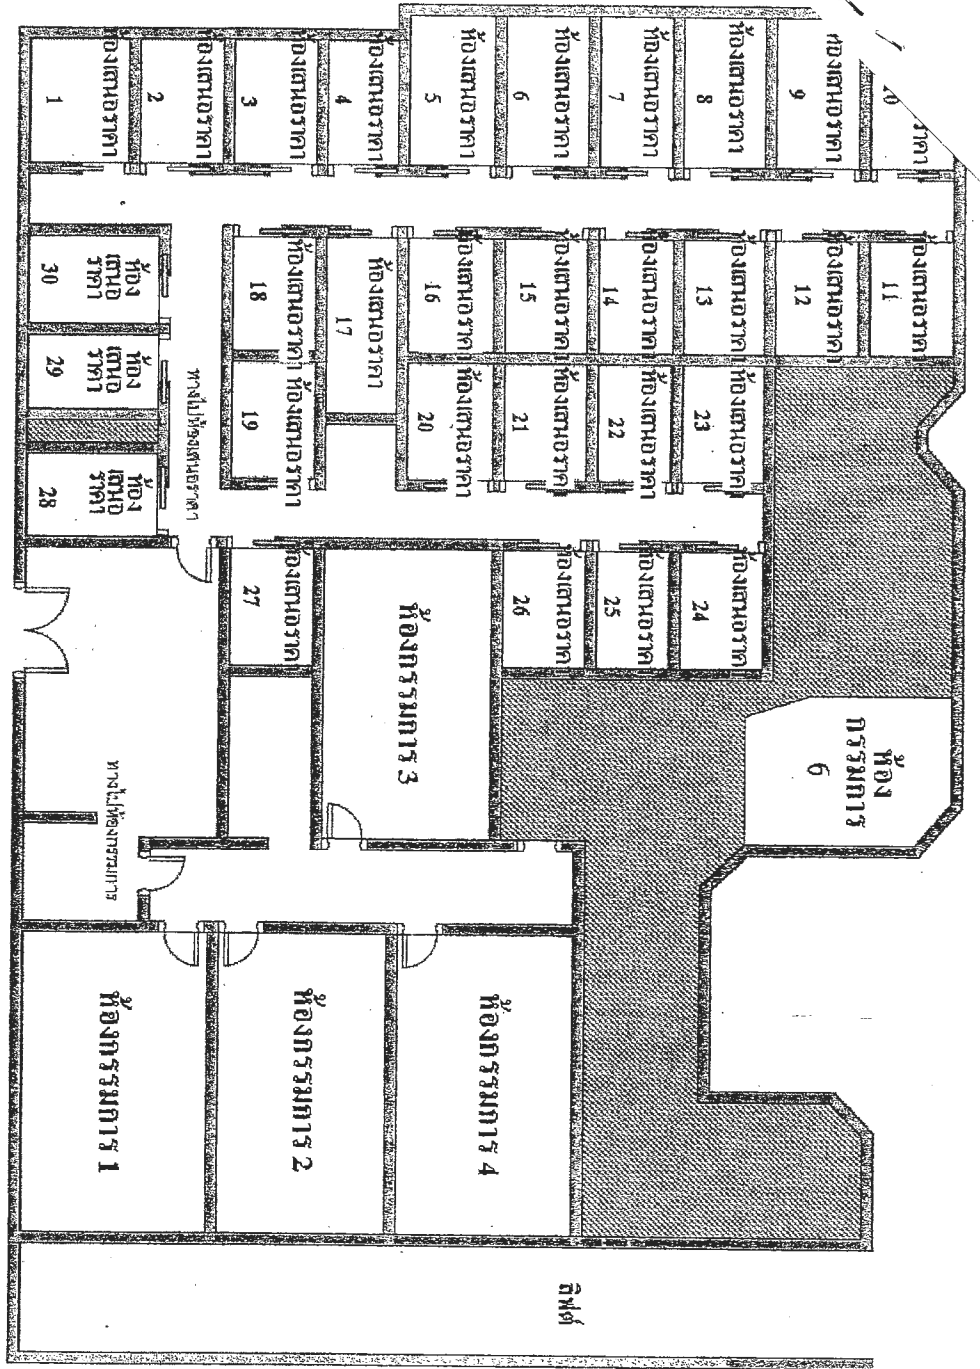 ห้องเสนอราคา
1
ห้องเสนอราคา
2
ห้องเสนอราคา
3
ห้องเสนอราคา
4
ห้องเสนอราคา
5
ห้องเสนอราคา
6
ห้องเสนอราคา
7
ห้องเสนอราคา
8
ห้องเสนอราคา
9
ราคา
10
ห้องเสนอราคา
11
ห้องเสนอราคา
12
ห้องเสนอราคา
13
ห้องเสนอราคา
14
ห้องเสนอราคา
15
ห้องเสนอราคา
16
ห้องเสนอราคา
17
ห้องเสนอราคา
18
ห้องเสนอราคา
19
ห้องเสนอราคา
20
ห้องเสนอราคา
21
ห้องเสนอราคา
22
ห้องเสนอราคา
23
ห้องเสนอราคา
24
ห้องเสนอราคา
25
ห้องเสนอราคา
26
ห้องเสนอราคา
27
ห้อง
เสนอ
ราคา
28
ห้อง
เสนอ
ราคา
29
ห้อง
เสนอ
ราคา
30
ทางไปห้องเสนอราคา
ทางไปห้องกรรมการ
ห้องกรรมการ 3
ห้อง
กรรมการ
6
ห้องกรรมการ 1
ห้องกรรมการ 2
ห้องกรรมการ 4
ลิฟต์